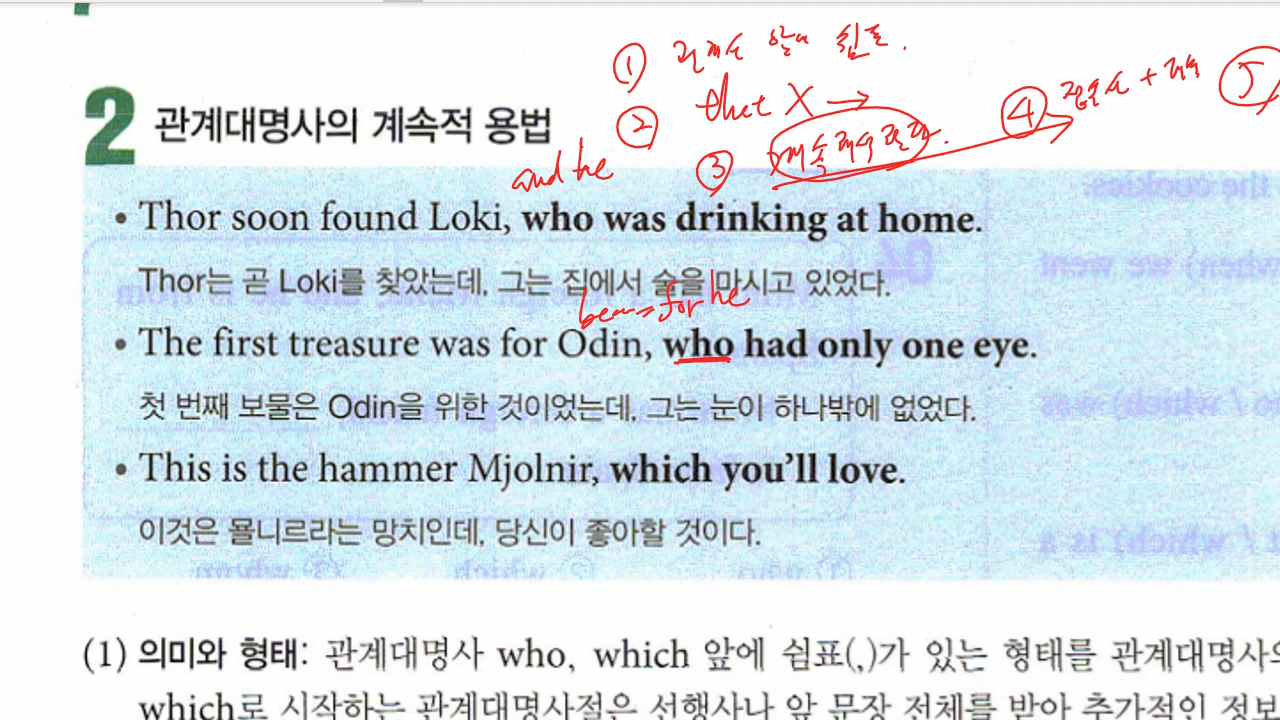 ① 관계사 앞에 쉼표.
② that X →
③
④ 접속사 +
⑤
2 관계대명사의 계속적 용법
and he
• Thor soon found Loki, who was drinking at home.
Thor는 곧 Loki를 찾았는데, 그는 집에서 술을 마시고 있었다.
for he
• The first treasure was for Odin, who had only one eye.
첫 번째 보물은 Odin을 위한 것이었는데, 그는 눈이 하나밖에 없었다.
• This is the hammer Mjolnir, which you'll love.
이것은 묠니르라는 망치인데, 당신이 좋아할 것이다.
(1) 의미와 형태: 관계대명사 who, which 앞에 쉼표(,)가 있는 형태를 관계대명사의
which로 시작하는 관계대명사절은 선행사나 앞 문장 전체를 받아 추가적인 정보